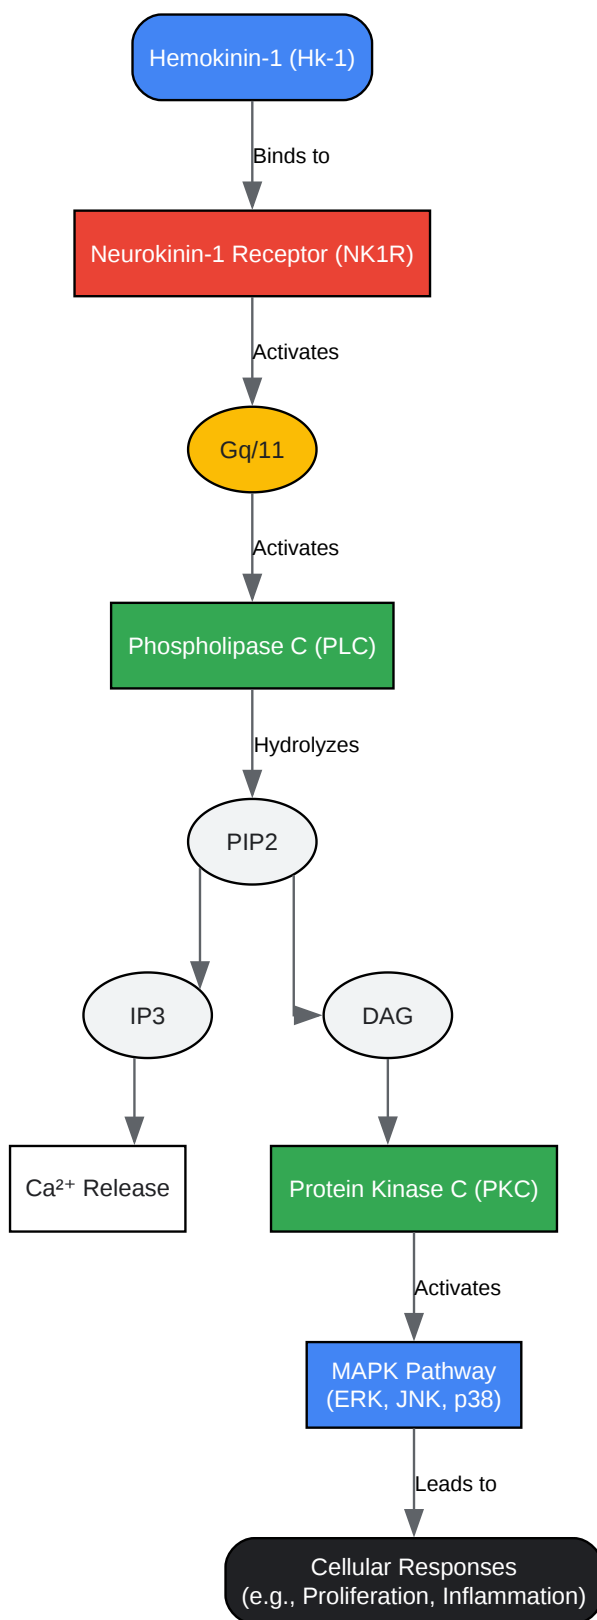 Hemokinin-1 (Hk-1)
Binds to
Neurokinin-1 Receptor (NK1R)
Activates
Gq/11
Activates
Phospholipase C (PLC)
Hydrolyzes
PIP2
IP3
DAG
Ca²⁺ Release
Protein Kinase C (PKC)
Activates
MAPK Pathway
(ERK, JNK, p38)
Leads to
Cellular Responses
(e.g., Proliferation, Inflammation)